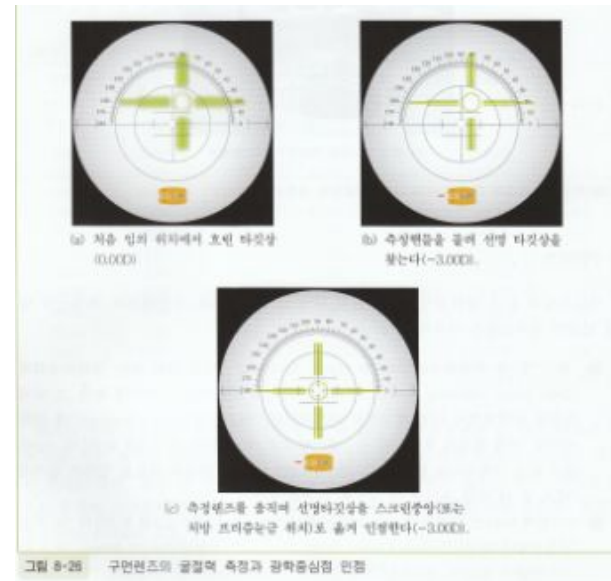 (a) 처음 임의 위치에서 흐린 타깃상
(0.00D)
(b) 측정핸들을 돌려 선명 타깃상을
찾는다(-3.00D).
(c) 측정렌즈를 움직여 선명타깃상을 스크린중앙(또는
처방 프리즘눈금 위치)로 옮겨 인점한다(-3.00D).
그림 8-26 구면렌즈의 굴절력 측정과 광학중심점 인점